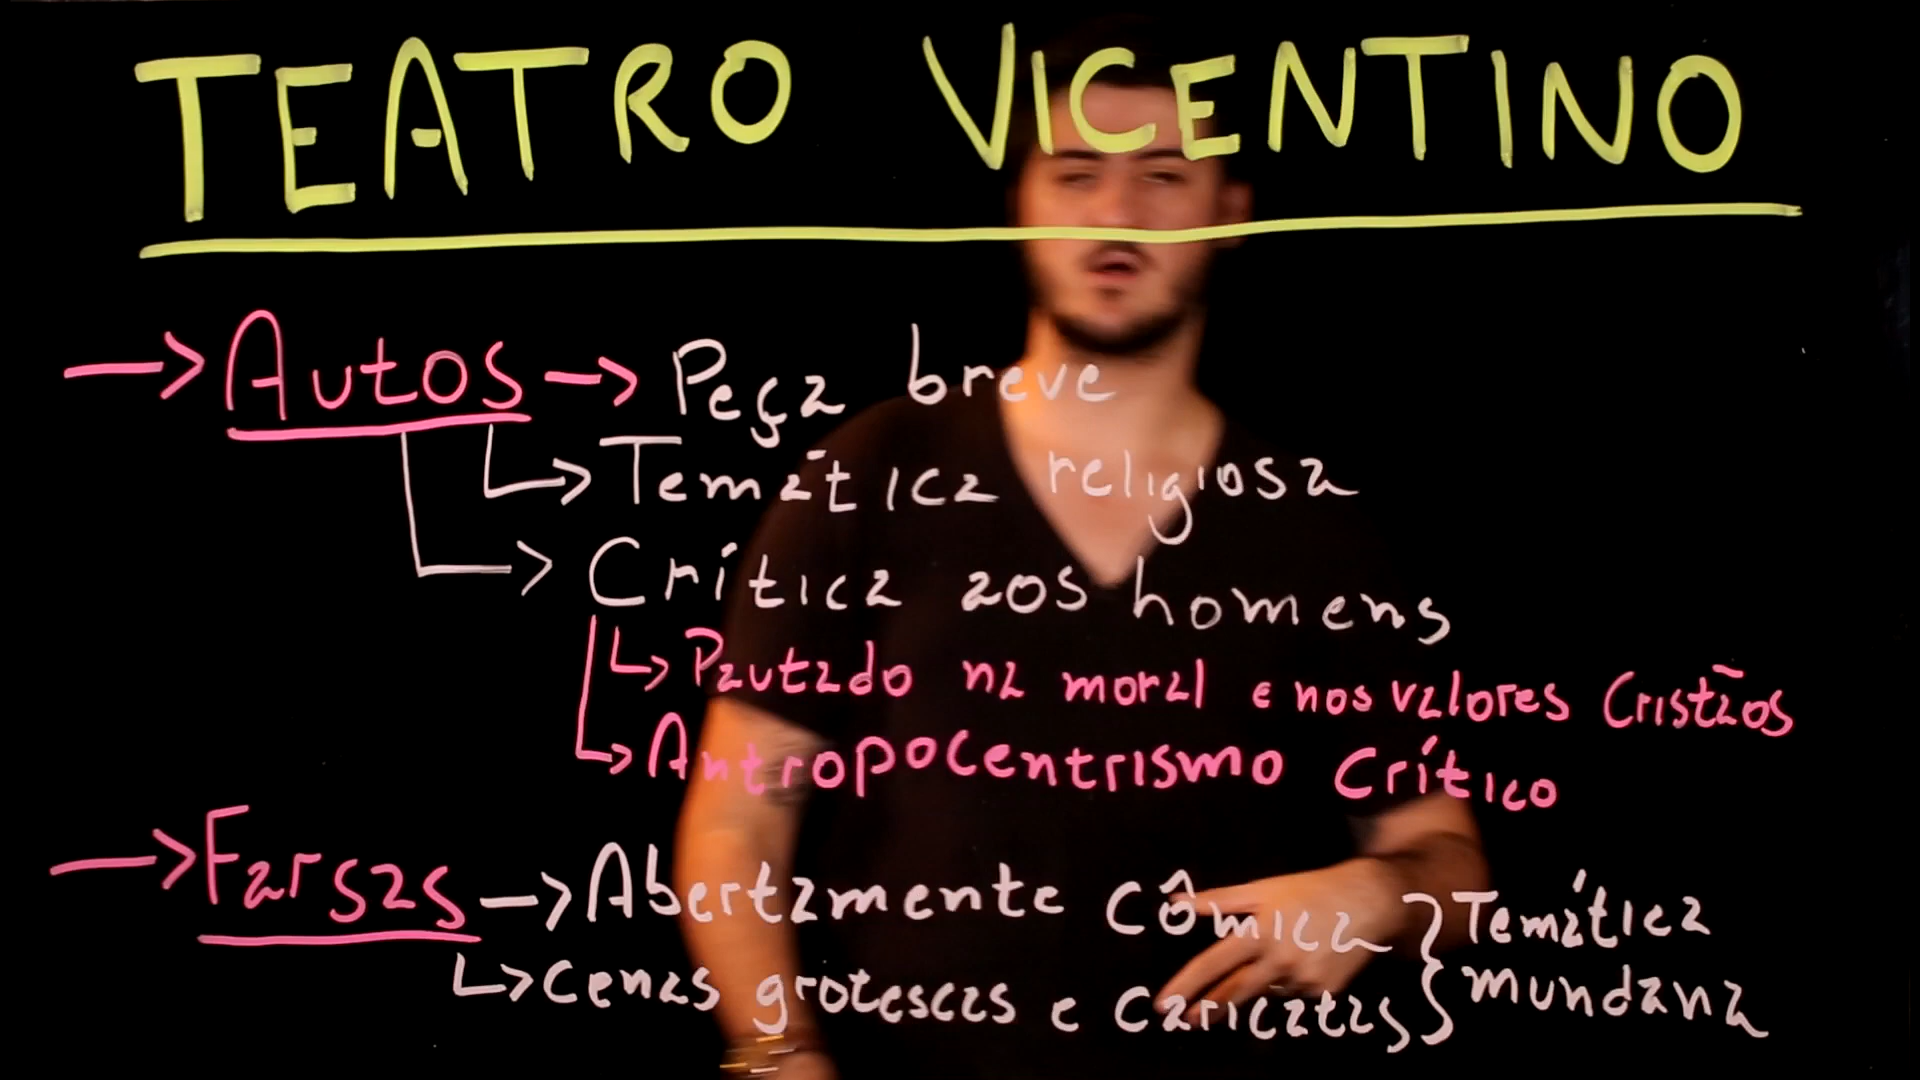 TEATRO VICENTINO
→ Autos → Peça breve
→ Temática religiosa
→ Crítica aos homens
→ Pautado na moral e nos valores Cristãos
→ Antropocentrismo Crítico
→ Farsas → Abertamente Cômica } Temática
→ Cenas grotescas e Caricatas } mundana